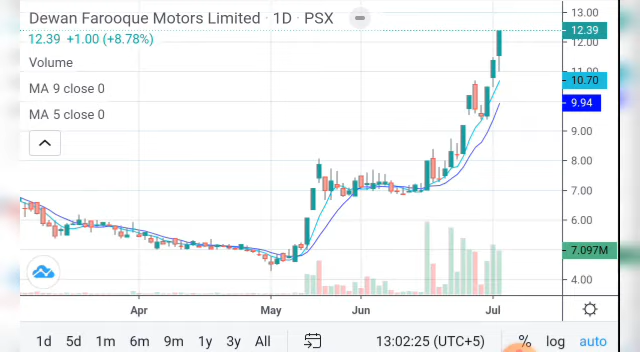 Dewan Farooque Motors Limited · 1D · PSX
12.39 +1.00 (+8.78%)
Volume
MA 9 close 0
MA 5 close 0
13.00
12.39
12.00
11.00
10.70
9.94
9.00
8.00
7.00
6.00
7.097M
4.00
Apr May Jun Jul
1d 5d 1m 6m 9m 1y 3y All 13:02:25 (UTC+5) % log auto